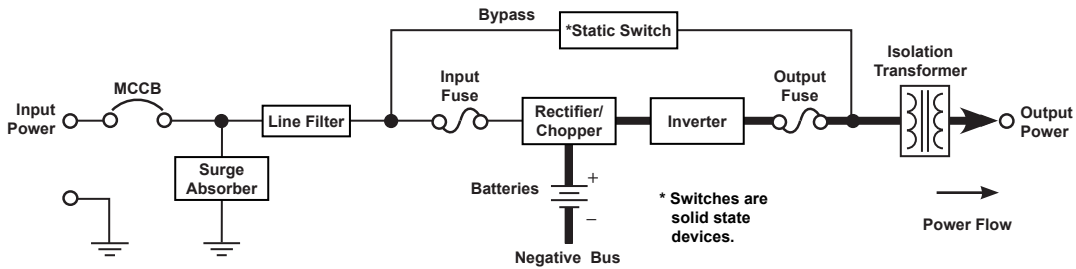 Bypass
*Static Switch
Isolation
Transformer
MCCB
Input
Fuse
Output
Fuse
Input
Power
Line Filter
Rectifier/
Chopper
Inverter
Output
Power
Surge
Absorber
Batteries
+
–
* Switches are
solid state
devices.
Power Flow
Negative Bus